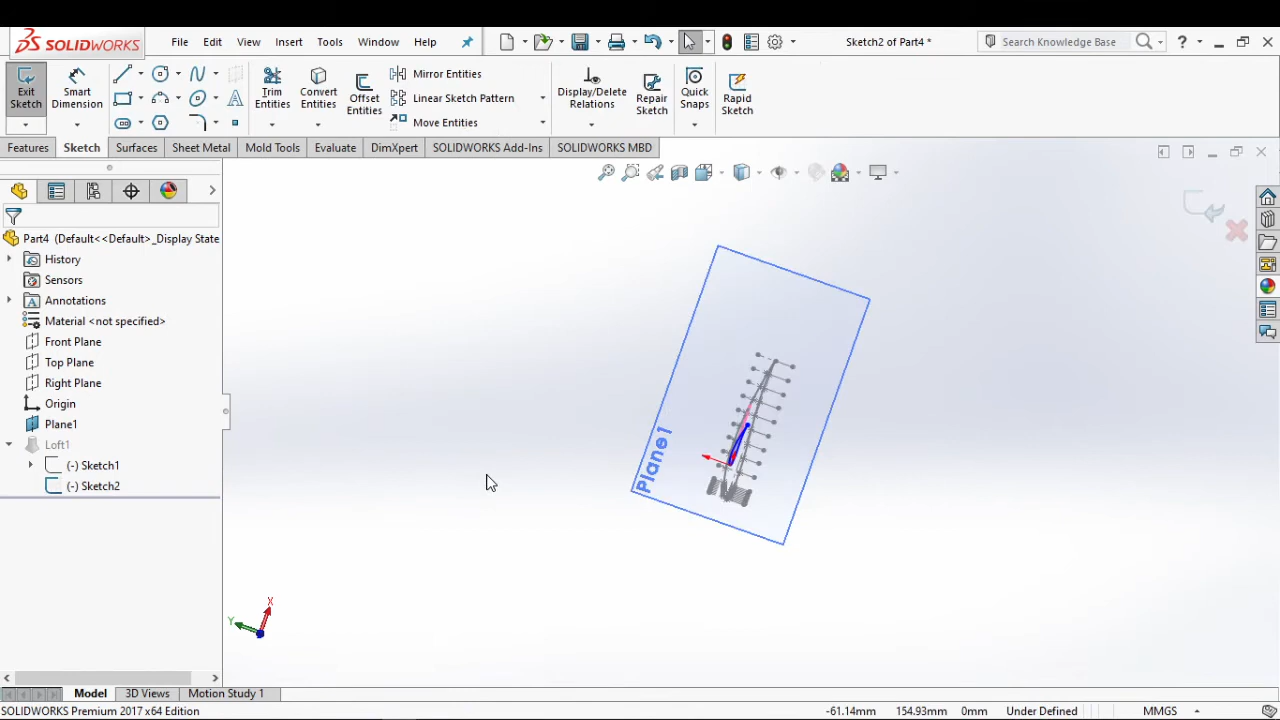 SOLIDWORKS
File Edit View Insert Tools Window Help
Sketch2 of Part4 *
Search Knowledge Base
Exit Sketch
Smart Dimension
Trim Entities
Convert Entities
Offset Entities
Mirror Entities
Linear Sketch Pattern
Move Entities
Display/Delete Relations
Repair Sketch
Quick Snaps
Rapid Sketch
Features Sketch Surfaces Sheet Metal Mold Tools Evaluate DimXpert SOLIDWORKS Add-Ins SOLIDWORKS MBD
Part4 (Default<<Default>_Display State
History
Sensors
Annotations
Material <not specified>
Front Plane
Top Plane
Right Plane
Origin
Plane1
Loft1
(-) Sketch1
(-) Sketch2
Plane1
X
Y
Model 3D Views Motion Study 1
SOLIDWORKS Premium 2017 x64 Edition
-61.14mm 154.93mm 0mm Under Defined MMGS